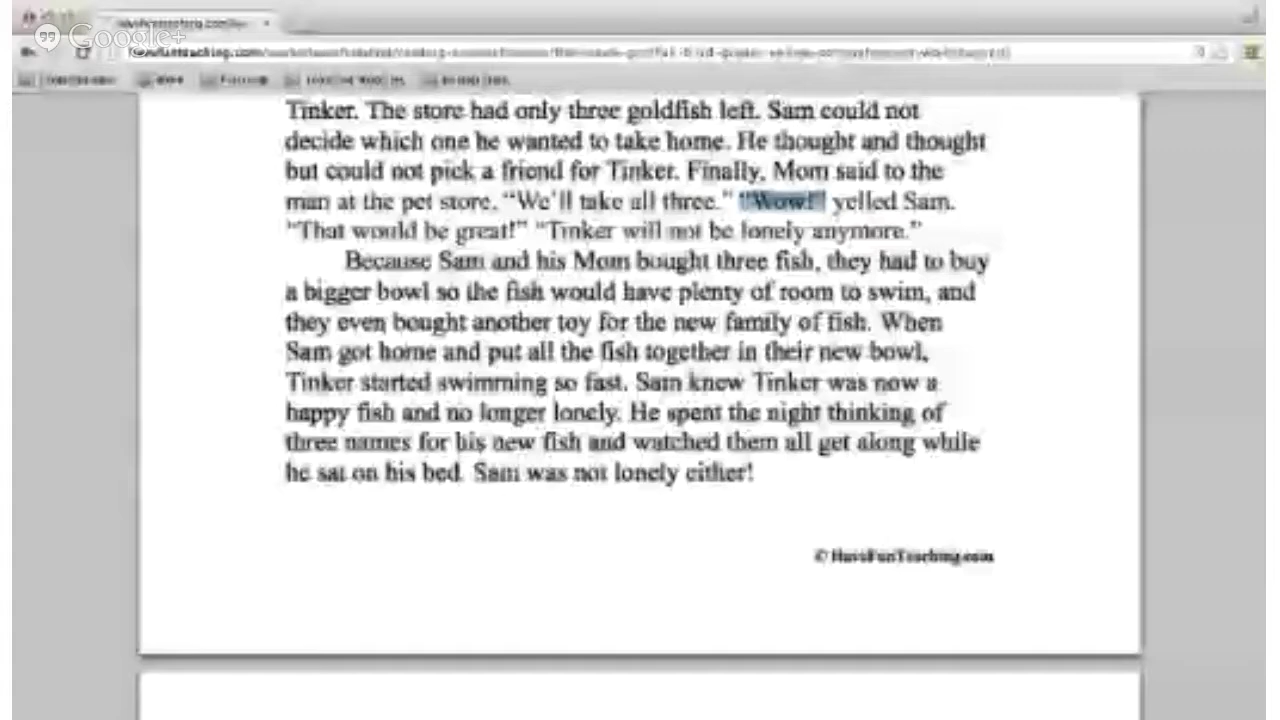 Google+
Tinker. The store had only three goldfish left. Sam could not
decide which one he wanted to take home. He thought and thought
but could not pick a friend for Tinker. Finally, Mom said to the
man at the pet store, “We’ll take all three.” “Wow!” yelled Sam.
“That would be great!” “Tinker will not be lonely anymore.”
Because Sam and his Mom bought three fish, they had to buy
a bigger bowl so the fish would have plenty of room to swim, and
they even bought another toy for the new family of fish. When
Sam got home and put all the fish together in their new bowl,
Tinker started swimming so fast. Sam knew Tinker was now a
happy fish and no longer lonely. He spent the night thinking of
three names for his new fish and watched them all get along while
he sat on his bed. Sam was not lonely either!
© HaveFunTeaching.com